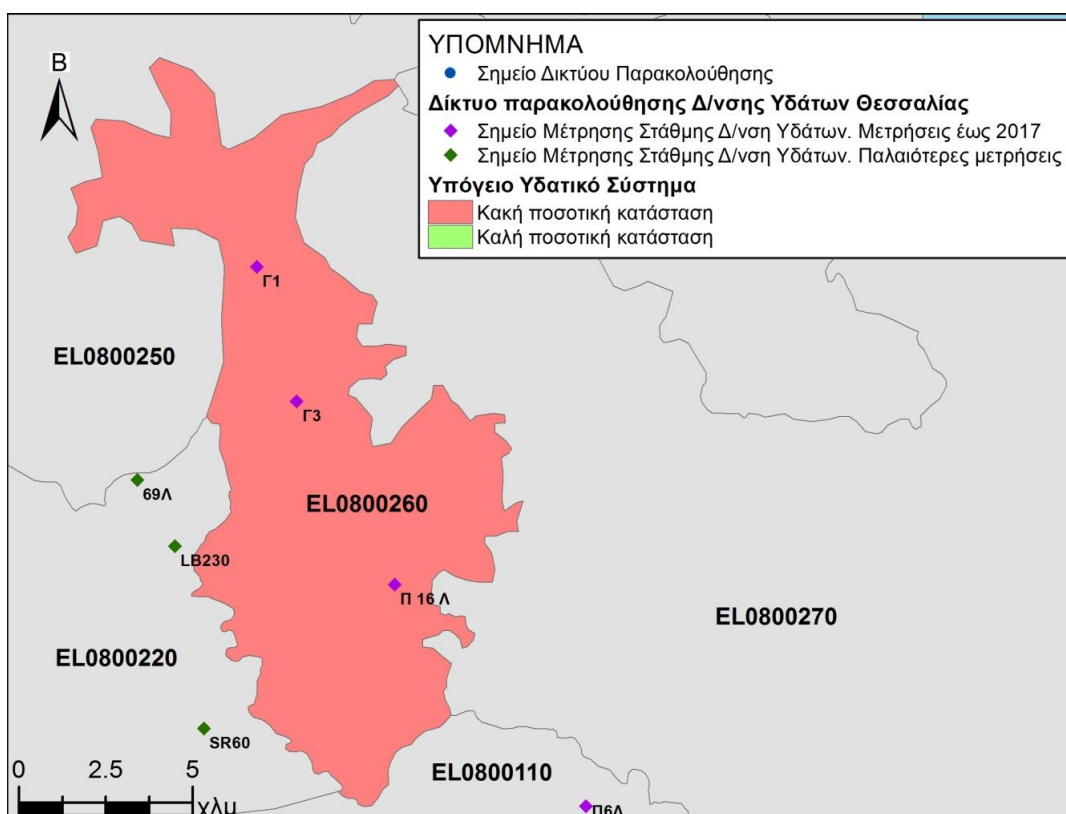 ΥΠΟΜΝΗΜΑ
Σημείο Δικτύου Παρακολούθησης
Δίκτυο παρακολούθησης Δ/νσης Υδάτων Θεσσαλίας
Σημείο Μέτρησης Στάθμης Δ/νση Υδάτων. Μετρήσεις έως 2017
Σημείο Μέτρησης Στάθμης Δ/νση Υδάτων. Παλαιότερες μετρήσεις
Υπόγειο Υδατικό Σύστημα
Κακή ποσοτική κατάσταση
Καλή ποσοτική κατάσταση
Β
Γ1
EL0800250
Γ3
69Λ
EL0800260
LB230
Π 16 Λ
EL0800270
EL0800220
SR60
EL0800110
Π6Λ
0 2.5 5
χλμ